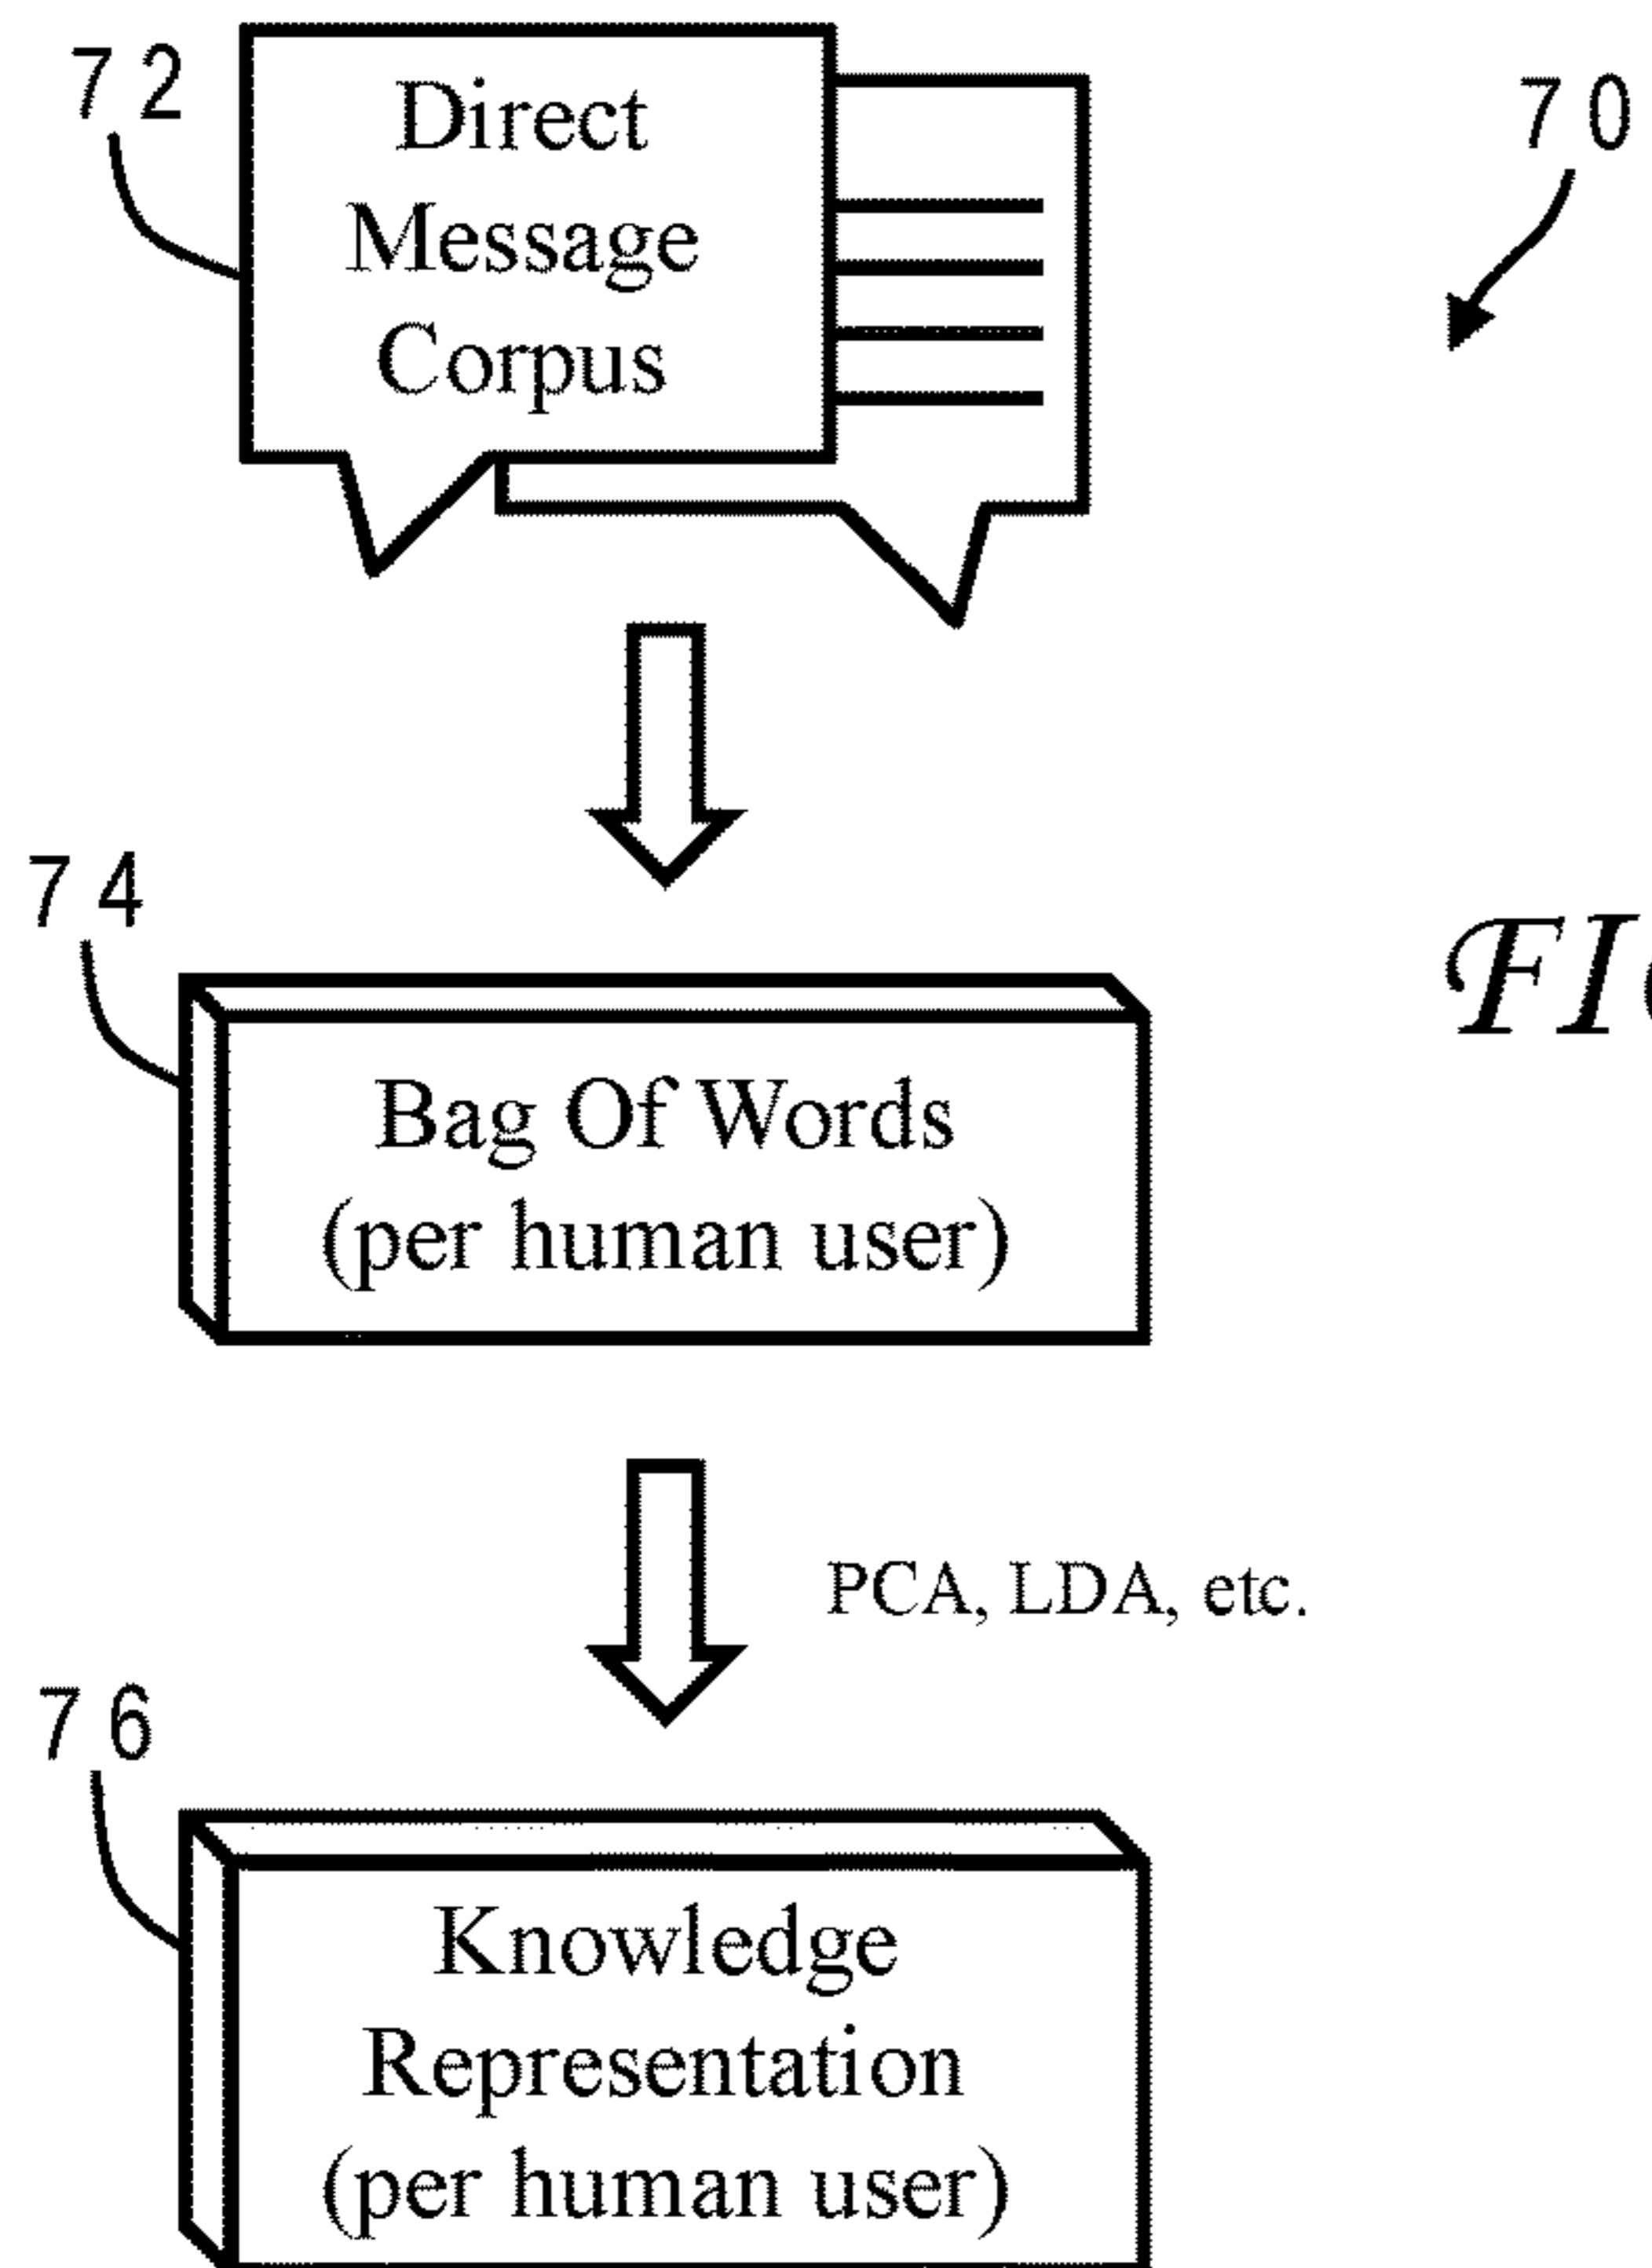 72
Direct
Message
Corpus
70
74
Bag Of Words
(per human user)
PCA, LDA, etc.
76
Knowledge
Representation
(per human user)